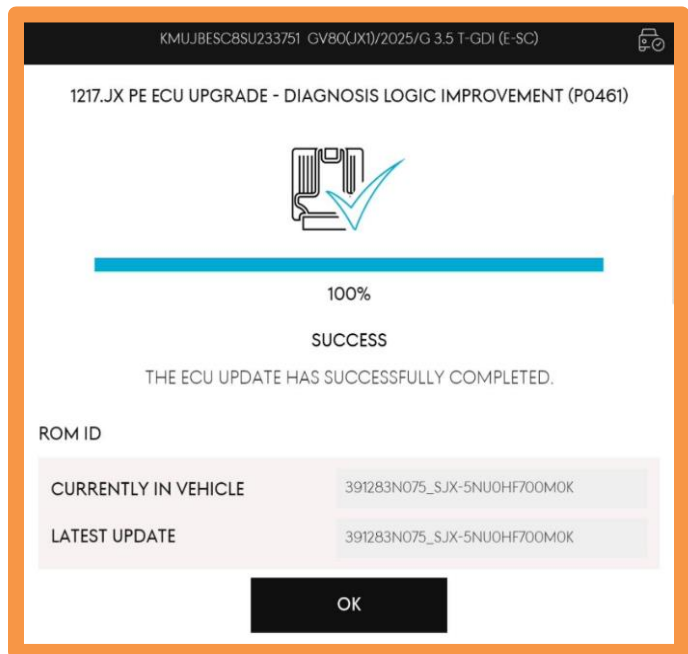 KMUJBESC8SU233751 GV80(JX1)/2025/G 3.5 T-GDI (E-SC)
1217.JX PE ECU UPGRADE - DIAGNOSIS LOGIC IMPROVEMENT (P0461)
100%
SUCCESS
THE ECU UPDATE HAS SUCCESSFULLY COMPLETED.
ROM ID
CURRENTLY IN VEHICLE 391283N075_SJX-5NU0HF700M0K
LATEST UPDATE 391283N075_SJX-5NU0HF700M0K
OK